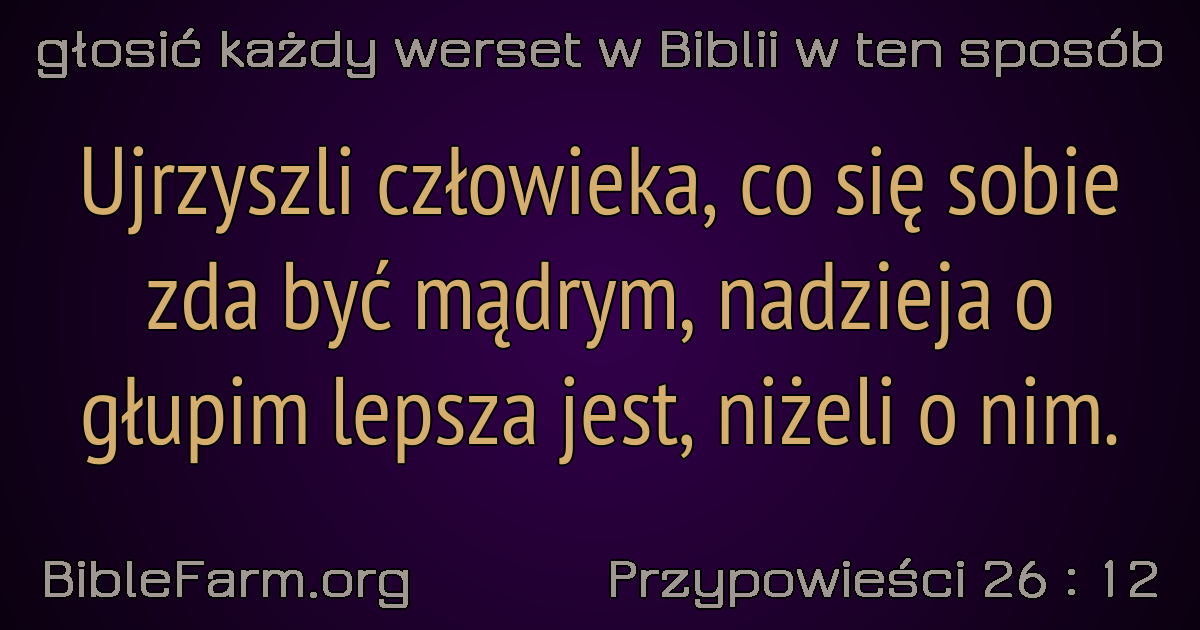 głosić każdy werset w Biblii w ten sposób
Ujrzyszli człowieka, co się sobie
zda być mądrym, nadzieja o
głupim lepsza jest, niżeli o nim.
BibleFarm.org
Przypowieści 26 : 12